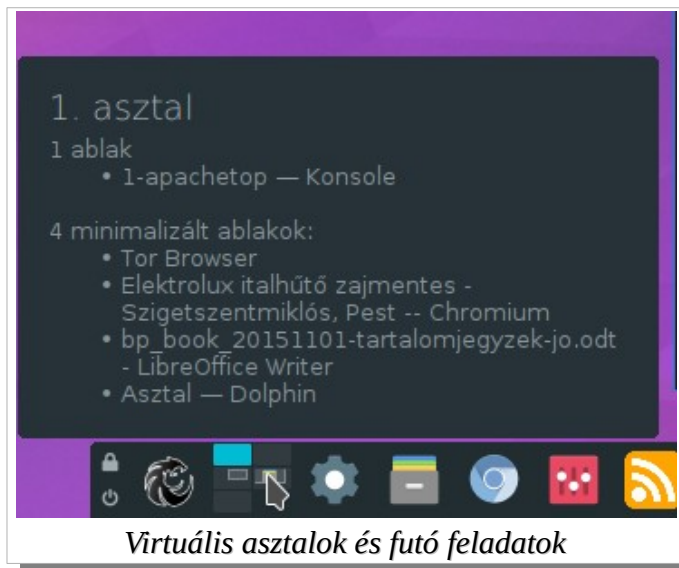 1. asztal
1 ablak
• 1-apachetop — Konsole
4 minimalizált ablakok:
• Tor Browser
• Elektrolux italhűtő zajmentes -
Szigetszentmiklós, Pest -- Chromium
• bp_book_20151101-tartalomjegyzek-jo.odt
- LibreOffice Writer
• Asztal — Dolphin
Virtuális asztalok és futó feladatok